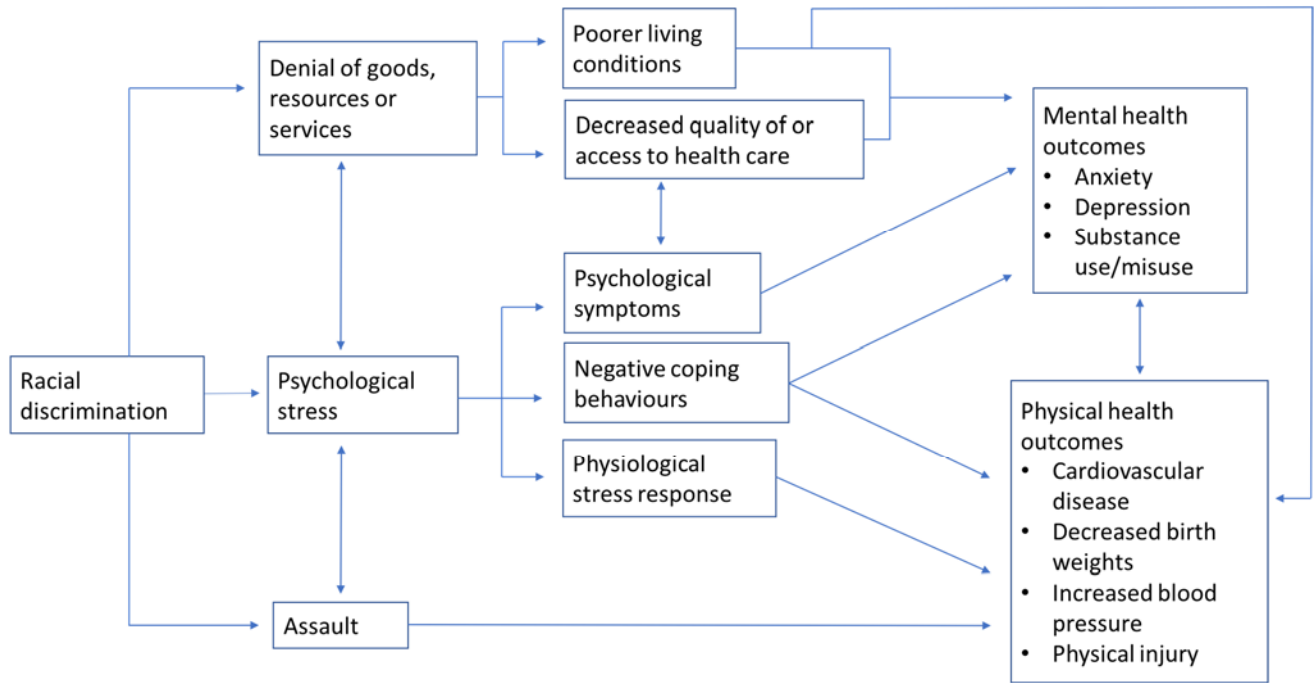 Poorer living
conditions
Denial of goods,
resources or
services
Decreased quality of or
access to health care
Mental health
outcomes
• Anxiety
• Depression
• Substance
use/misuse
Psychological
symptoms
Racial
discrimination
Psychological
stress
Negative coping
behaviours
Physiological
stress response
Physical health
outcomes
• Cardiovascular
disease
• Decreased birth
weights
• Increased blood
pressure
• Physical injury
Assault